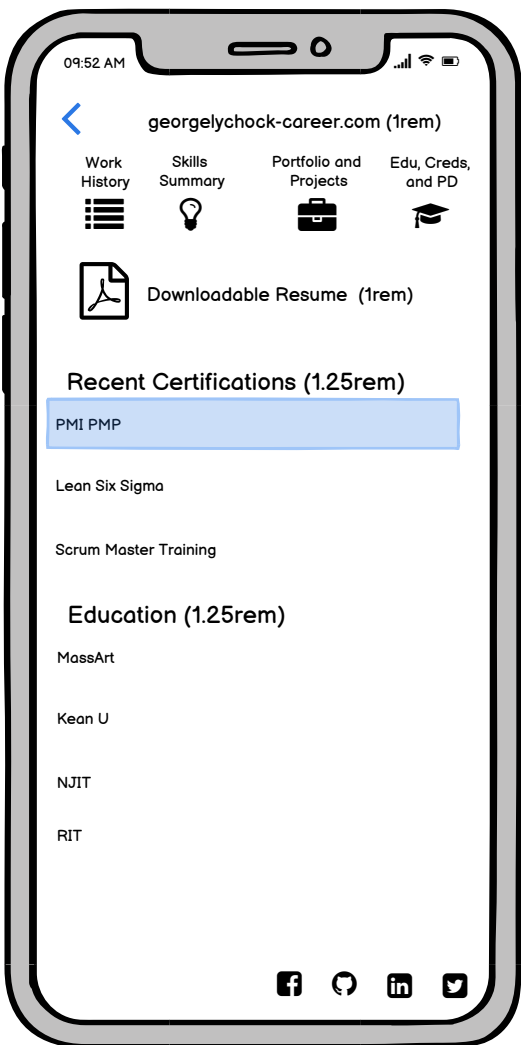 09:52 AM
georgelychock-career.com (1rem)
Work History
Skills Summary
Portfolio and Projects
Edu, Creds, and PD
Downloadable Resume (1rem)
Recent Certifications (1.25rem)
PMI PMP
Lean Six Sigma
Scrum Master Training
Education (1.25rem)
MassArt
Kean U
NJIT
RIT
in